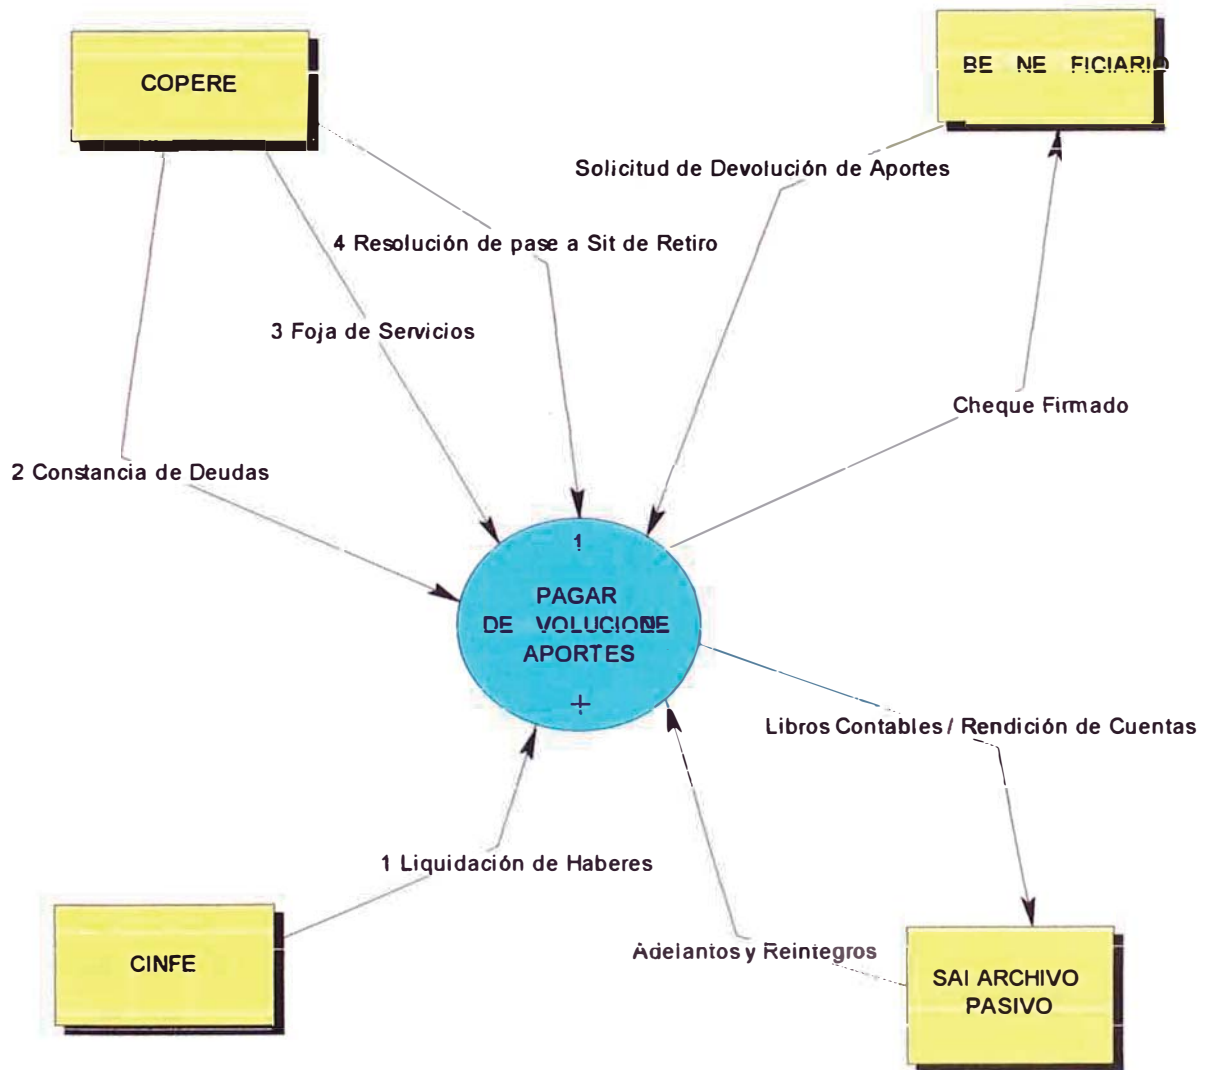 COPERE
BE NE FICIARIO
Solicitud de Devolución de Aportes
4 Resolución de pase a Sit de Retiro
3 Foja de Servicios
Cheque Firmado
2 Constancia de Deudas
1
PAGAR
DE VOLUCIONE
APORTES
+
Libros Contables / Rendición de Cuentas
1 Liquidación de Haberes
Adelantos y Reintegros
CINFE
SAI ARCHIVO
PASIVO